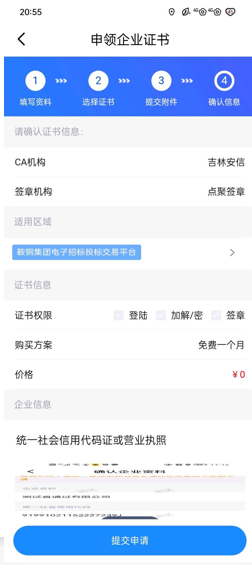 20:55
申领企业证书
1
2
3
4
填写资料
选择证书
提交附件
确认信息
请确认证书信息：
CA机构 吉林安信
签章机构 点聚签章
适用区域
鞍钢集团电子招标投标交易平台
证书信息
证书权限 登陆 加解/密 签章
购买方案 免费一个月
价格 ¥0
企业信息
统一社会信用代码证或营业执照
提交申请